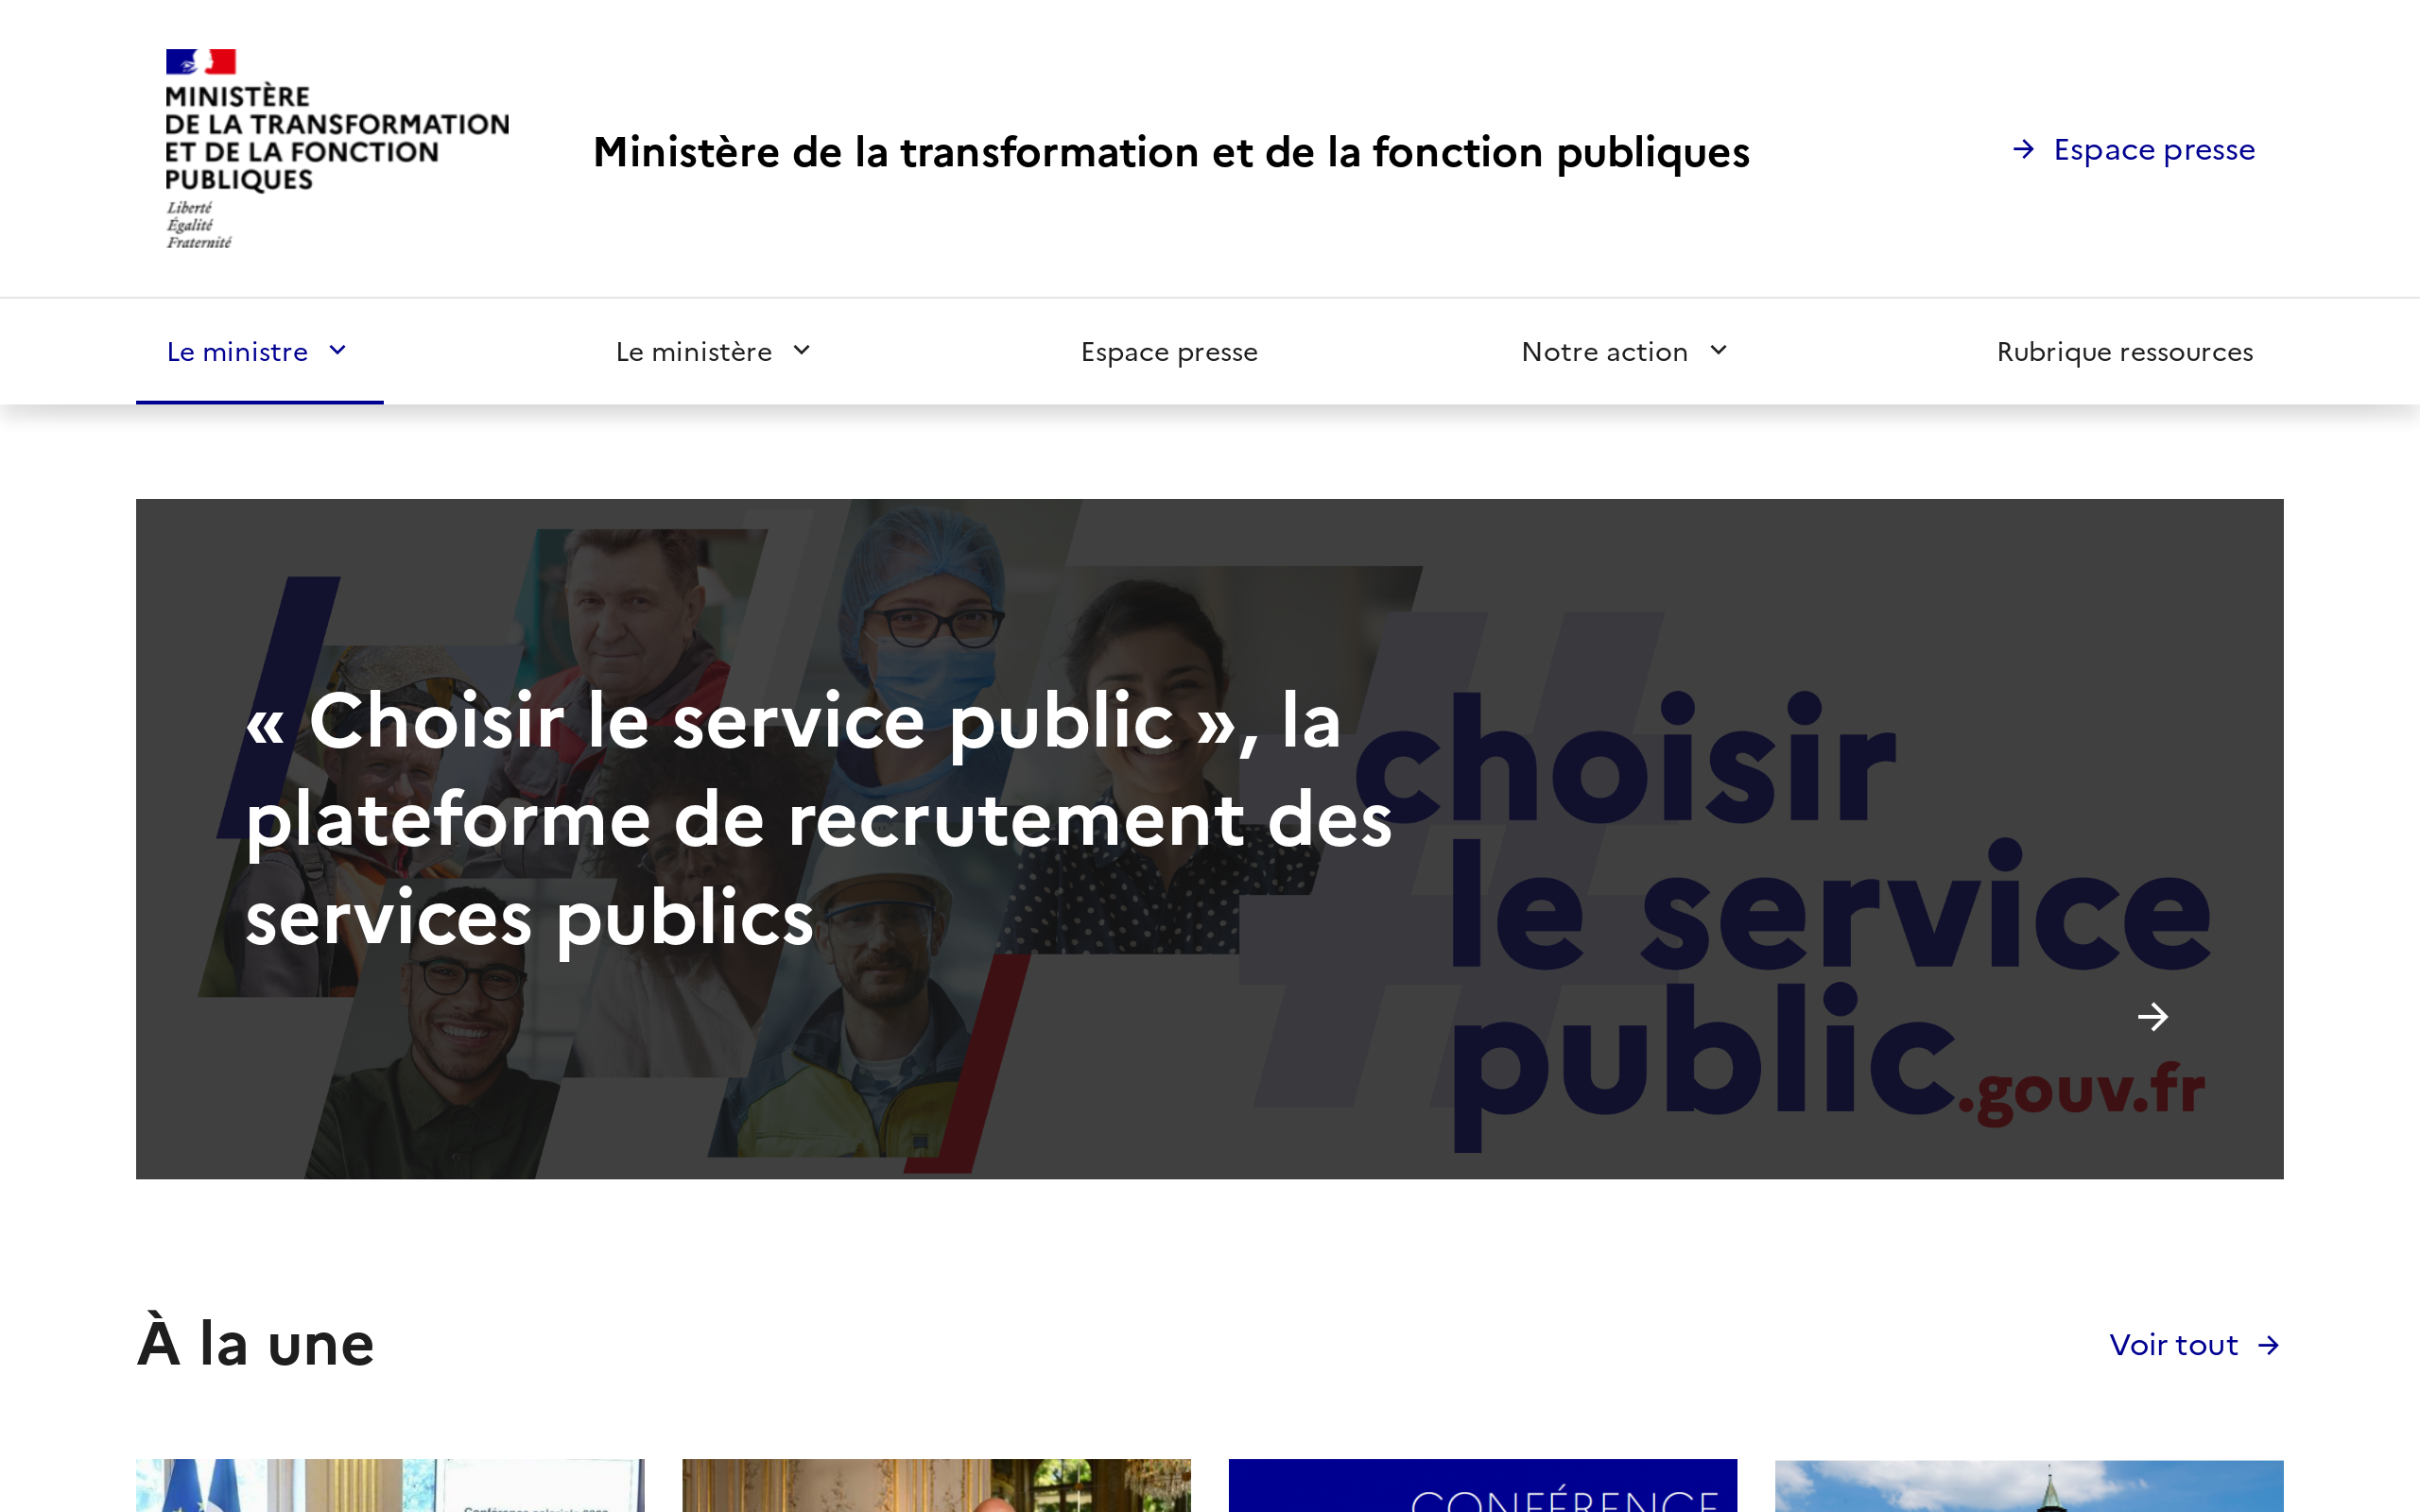 MINISTÈRE
DE LA TRANSFORMATION
ET DE LA FONCTION
PUBLIQUES
Liberté
Égalité
Fraternité
Ministère de la transformation et de la fonction publiques
Espace presse
Le ministre
Le ministère
Espace presse
Notre action
Rubrique ressources
« Choisir le service public », la
plateforme de recrutement des
services publics
choisir
le service
public.gouv.fr
À la une
Voir tout
CONFÉRENCE